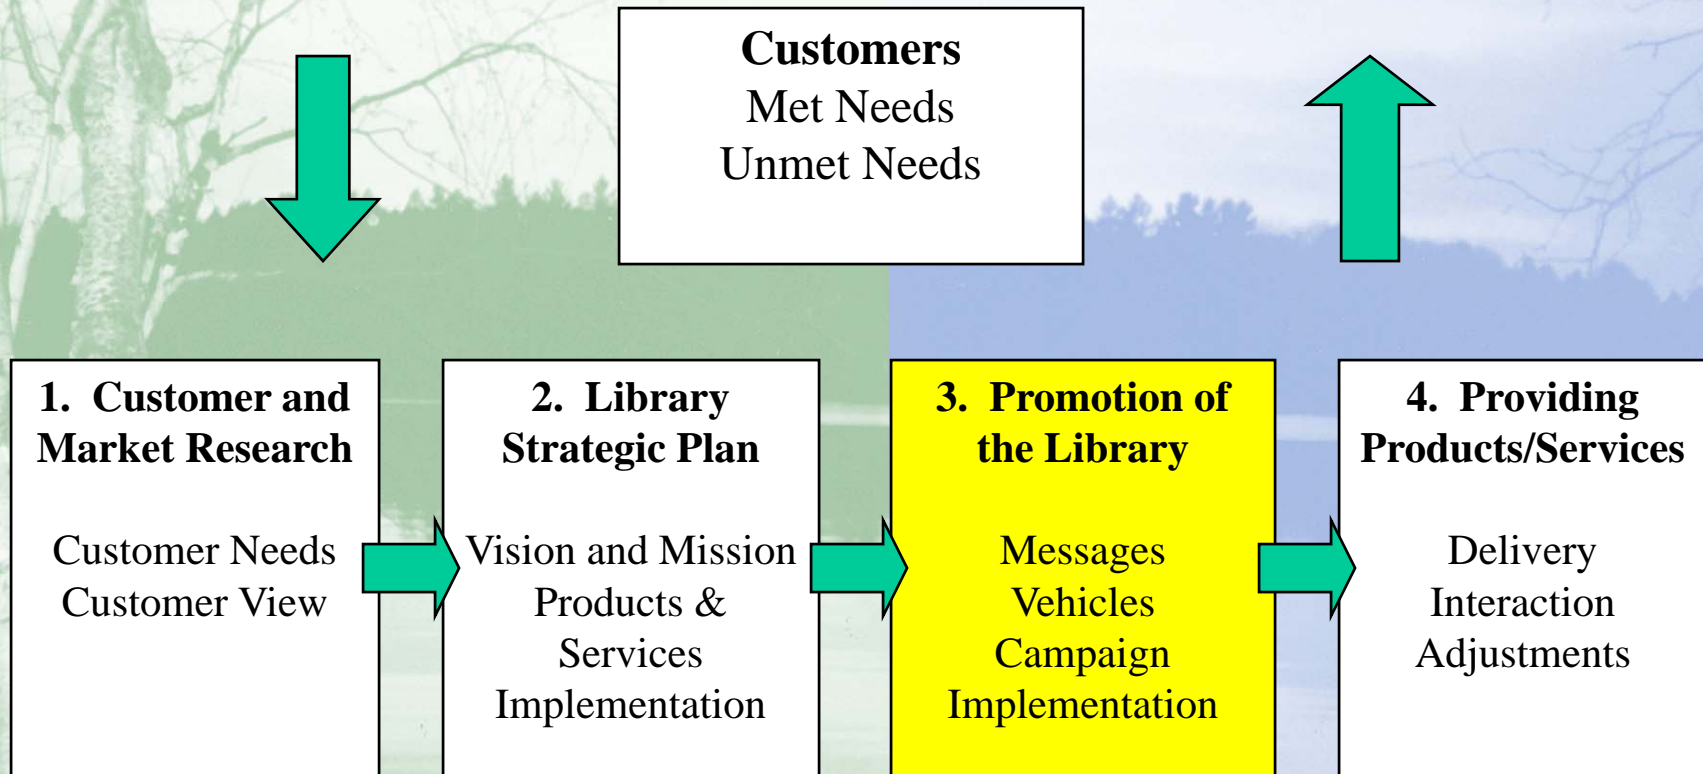 Customers
Met Needs
Unmet Needs
1. Customer and
Market Research
Customer Needs
Customer View
2. Library
Strategic Plan
Vision and Mission
Products &
Services
Implementation
3. Promotion of
the Library
Messages
Vehicles
Campaign
Implementation
4. Providing
Products/Services
Delivery
Interaction
Adjustments